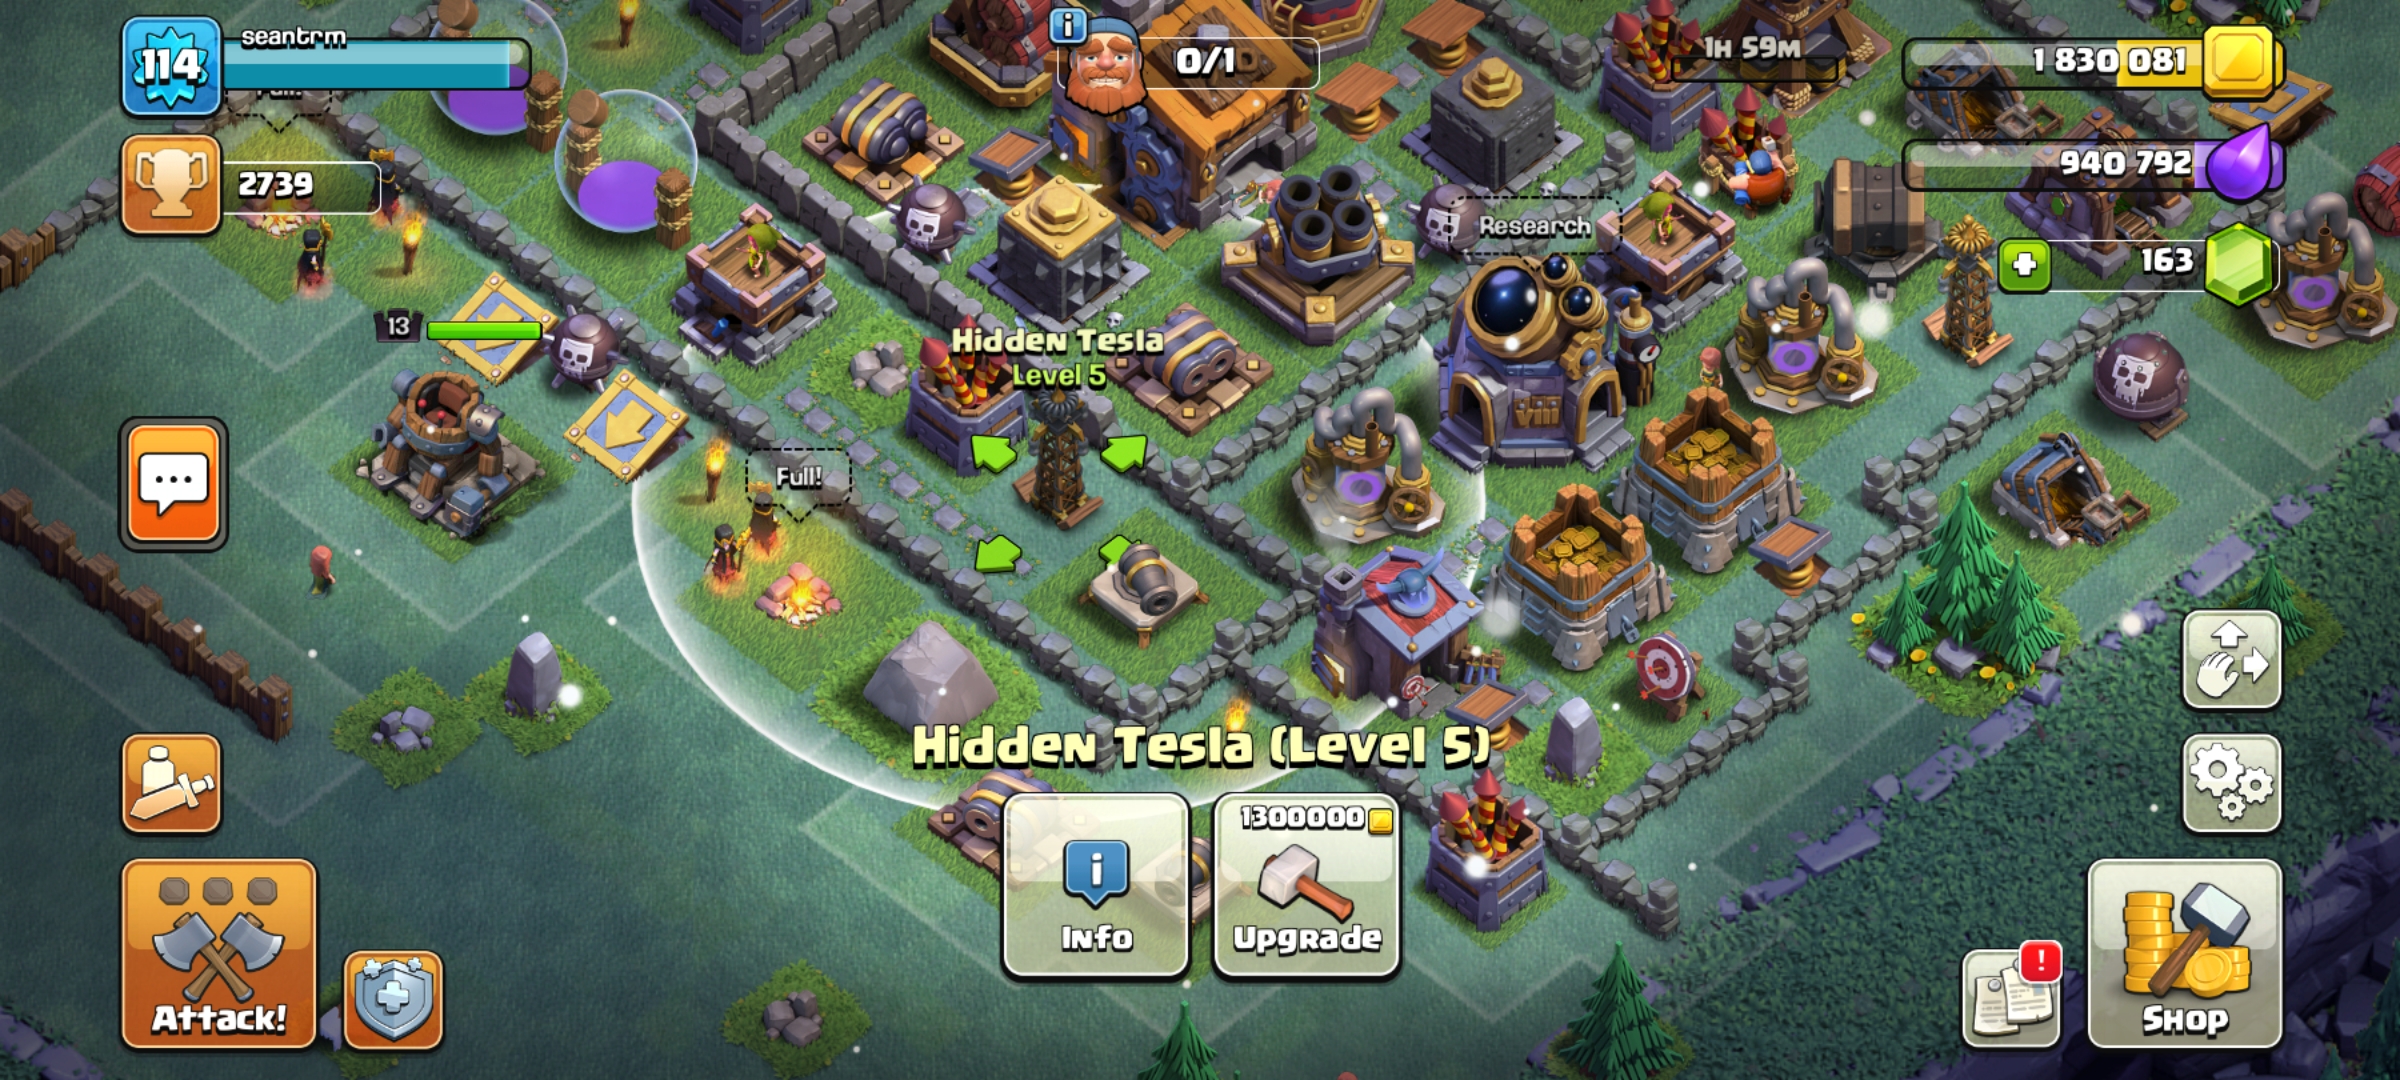 114
seantrm
i
0/1
1H 59M
1 830 081
940 792
+
163
2739
Research
13
Hidden Tesla
Level 5
Full!
VIII
Hidden Tesla (Level 5)
i
Info
1300000
Upgrade
Attack!
!
Shop